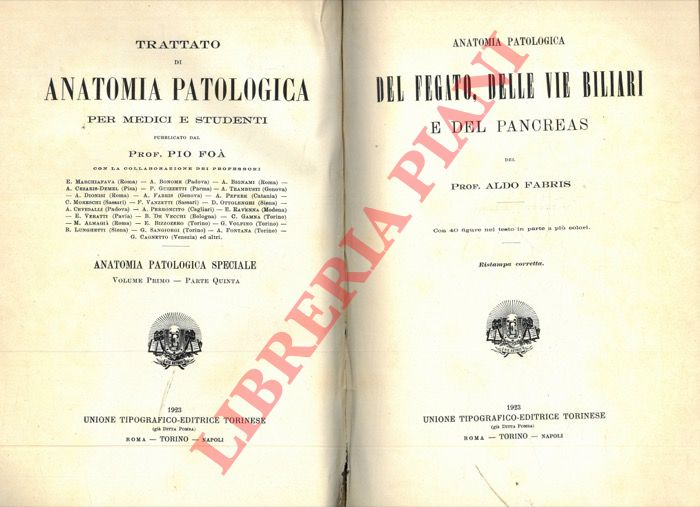 TRATTATO
DI
ANATOMIA PATOLOGICA
PER MEDICI E STUDENTI
PUBBLICATO DAL
PROF. PIO FOÀ
CON LA COLLABORAZIONE DEI PROFESSORI
E. MARCHIAFAVA (Roma) — A. BONOME (Padova) — A. BIGNAMI (Roma) —
A. CESARIS-DEMEL (Pisa) — P. GUIZZETTI (Parma) — A. TRAMBUSTI (Genova)
— A. DIONISI (Roma) — A. FABRIS (Genova) — A. PEPERE (Catania) —
C. MORESCHI (Sassari) — F. VANZETTI (Sassari) — D. OTTOLENGHI (Siena) —
A. CEVIDALLI (Padova) — A. PERRONCITO (Cagliari) — E. RAVENNA (Modena)
— E. VERATTI (Pavia) — B. DE VECCHI (Bologna) — C. GAMNA (Torino)
— M. ALMAGIÀ (Roma) — E. BIZZOZERO (Torino) — G. VOLPINO (Torino) —
B. LUNGHETTI (Siena) — G. SANGIORGI (Torino) — A. FONTANA (Torino) —
G. CAGNETTO (Venezia) ed altri.
ANATOMIA PATOLOGICA SPECIALE
VOLUME PRIMO — PARTE QUINTA
1923
UNIONE TIPOGRAFICO-EDITRICE TORINESE
(già DITTA POMBA)
ROMA — TORINO — NAPOLI
ANATOMIA PATOLOGICA
DEL FEGATO, DELLE VIE BILIARI
E DEL PANCREAS
DEL
PROF. ALDO FABRIS
Con 40 figure nel testo in parte a più colori.
Ristampa corretta.
1923
UNIONE TIPOGRAFICO-EDITRICE TORINESE
(già DITTA POMBA)
ROMA — TORINO — NAPOLI
LIBRERIA PIANI